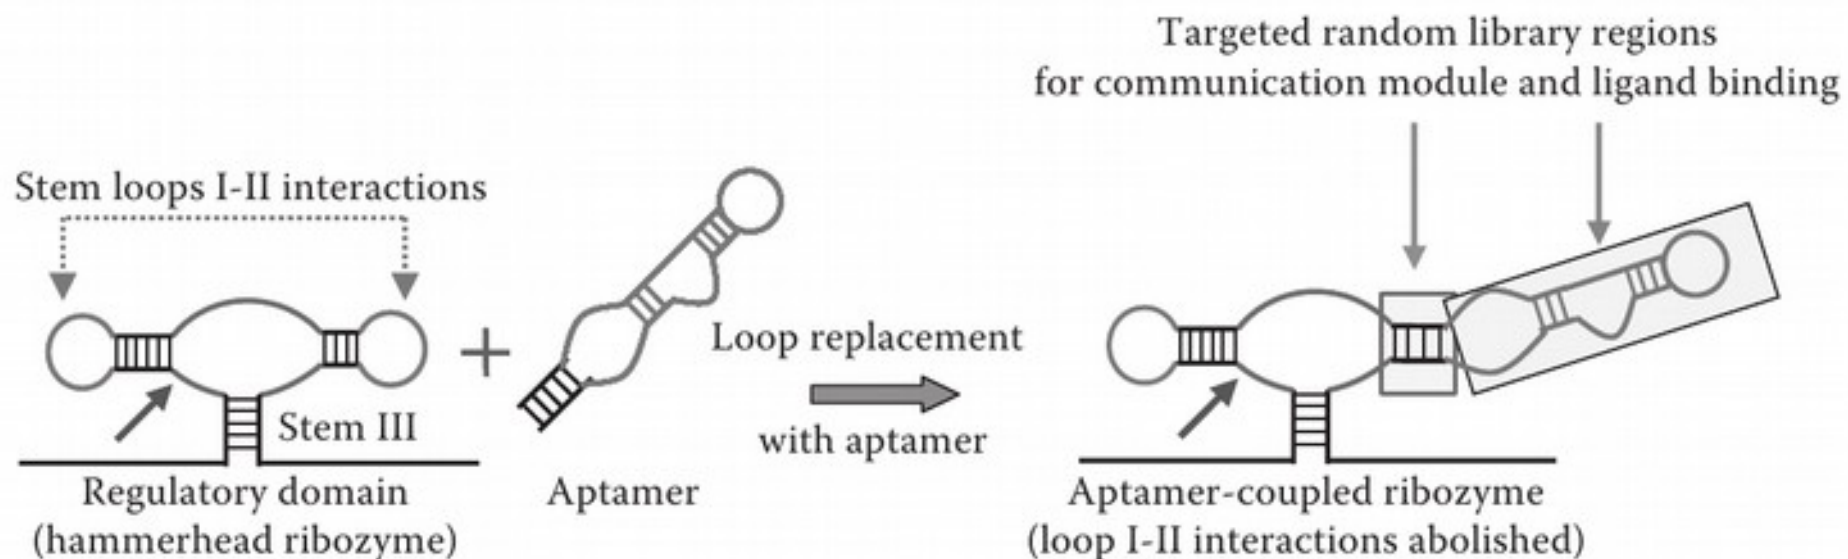 Targeted random library regions
for communication module and ligand binding
Stem loops I-II interactions
Loop replacement
with aptamer
Stem III
Regulatory domain
(hammerhead ribozyme)
+
Aptamer
Aptamer-coupled ribozyme
(loop I-II interactions abolished)